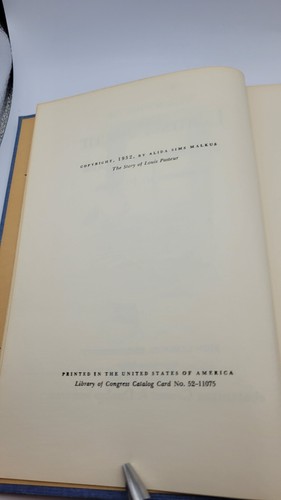 COPYRIGHT, 1952, BY ALIDA SIMS MALKUS
The Story of Louis Pasteur
PRINTED IN THE UNITED STATES OF AMERICA
Library of Congress Catalog Card No. 52-11075